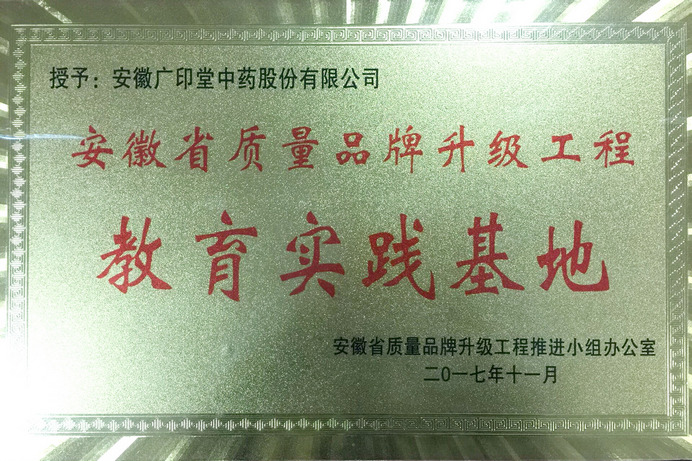 授予：安徽广印堂中药股份有限公司
安徽省质量品牌升级工程
教育实践基地
安徽省质量品牌升级工程推进小组办公室
二0一七年十一月